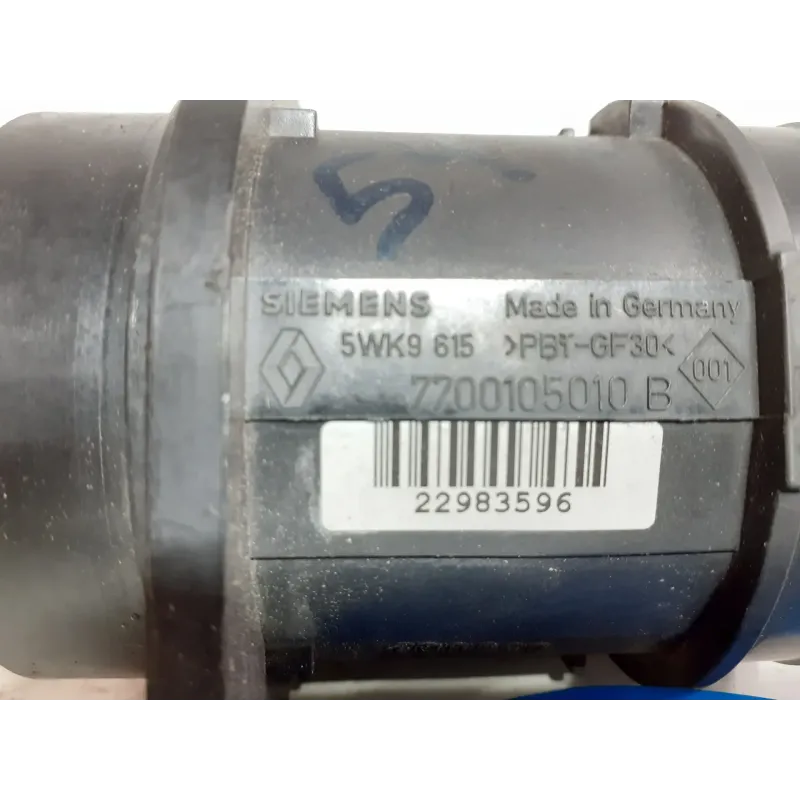 5
SIEMENS Made in Germany
5WK9 615 >PBT-GF30<
001
7700105010 B
22983596